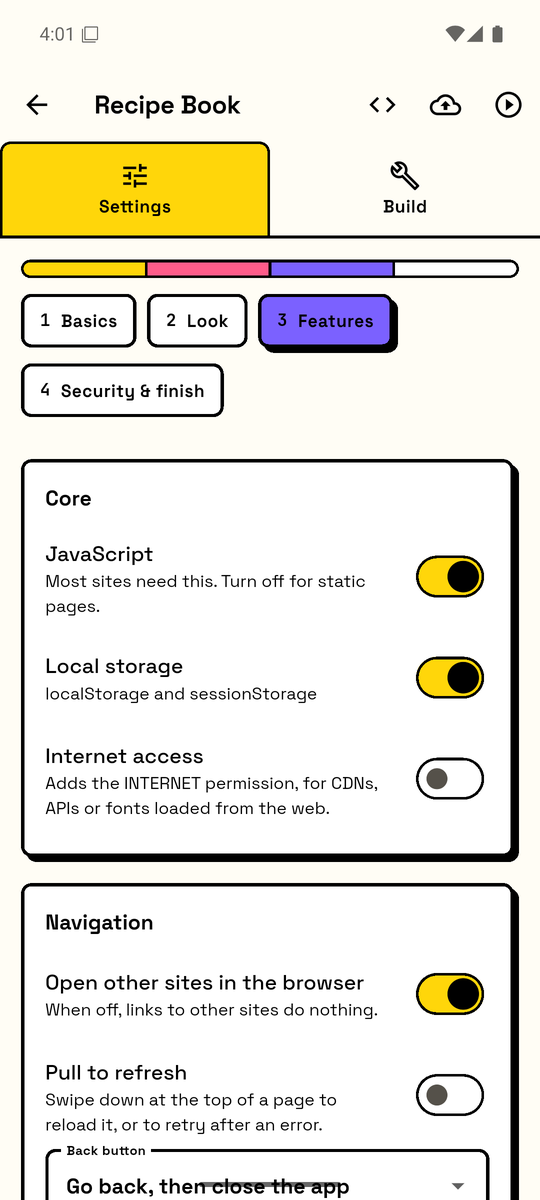 4:01
Recipe Book
Settings
Build
1 Basics
2 Look
3 Features
4 Security & finish
Core
JavaScript
Most sites need this. Turn off for static
pages.
Local storage
localStorage and sessionStorage
Internet access
Adds the INTERNET permission, for CDNs,
APIs or fonts loaded from the web.
Navigation
Open other sites in the browser
When off, links to other sites do nothing.
Pull to refresh
Swipe down at the top of a page to
reload it, or to retry after an error.
Back button
Go back, then close the app